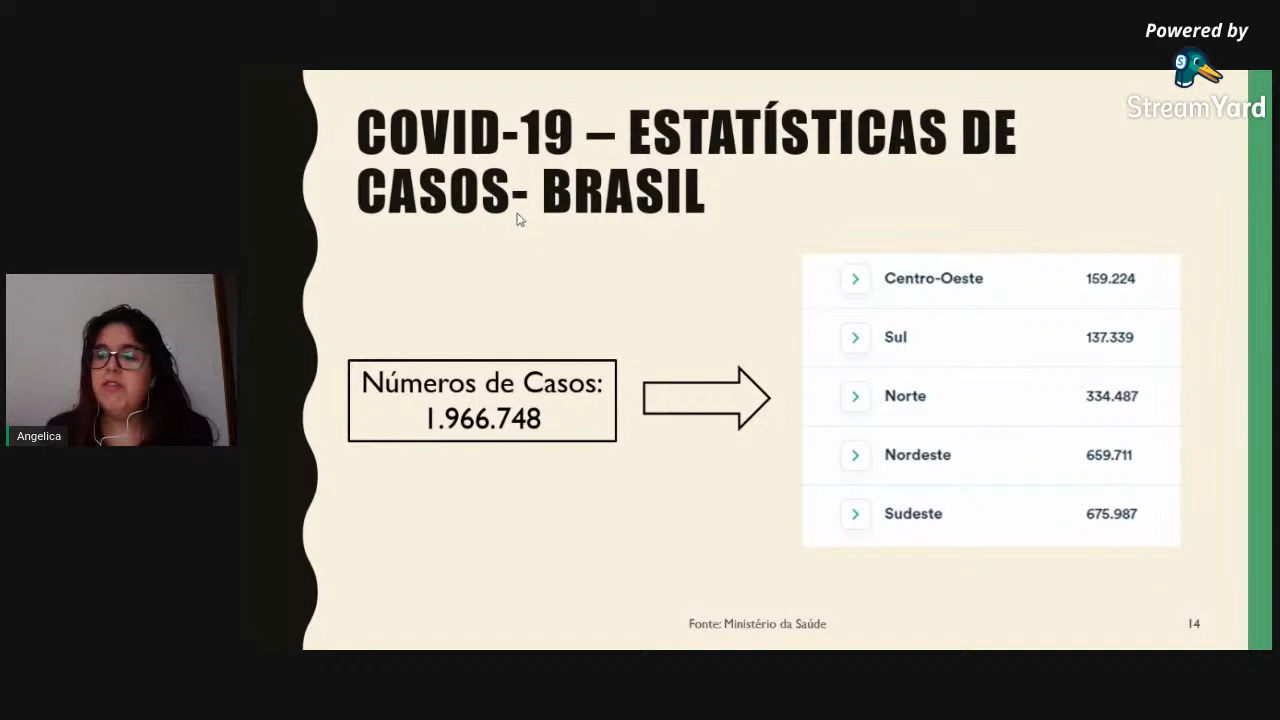 Powered by
StreamYard
COVID-19 – ESTATÍSTICAS DE
CASOS- BRASIL
Números de Casos:
1.966.748
Centro-Oeste 159.224
Sul 137.339
Norte 334.487
Nordeste 659.711
Sudeste 675.987
Angelica
Fonte: Ministério da Saúde 14